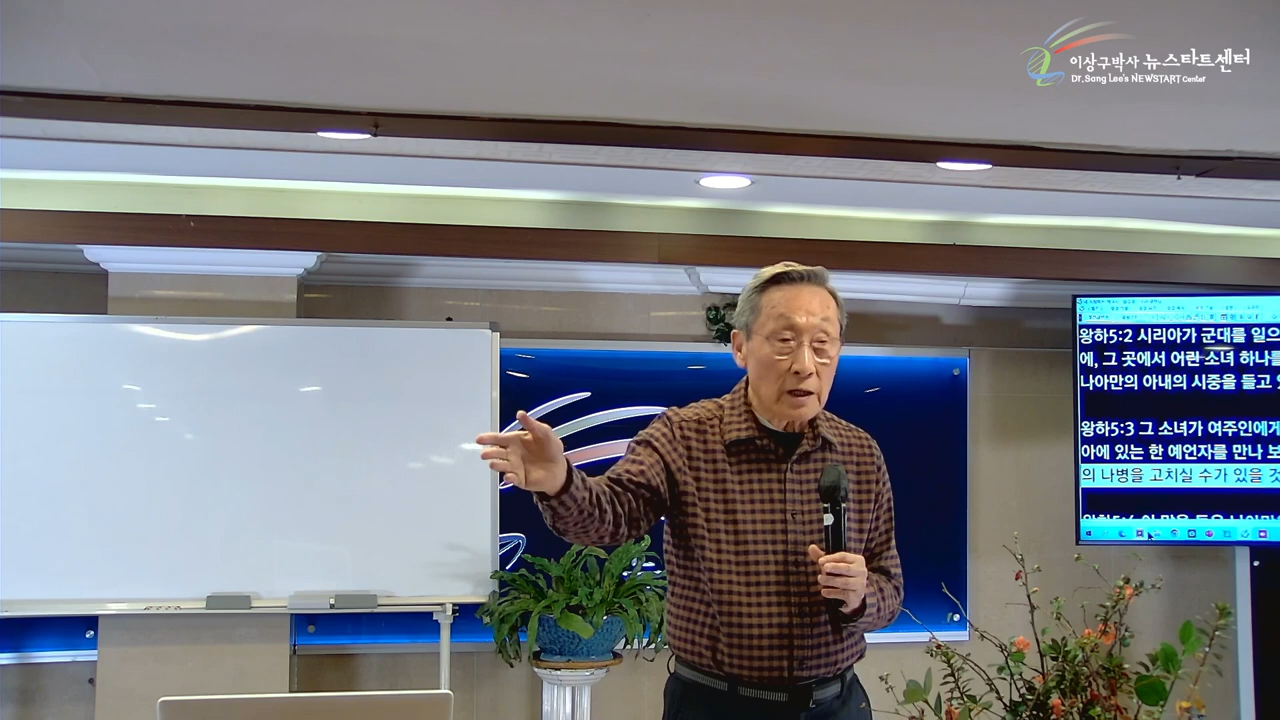 이상구박사 뉴스타트센터
Dr. Sang Lee's NEWSTART Center
왕하5:2 시리아가 군대를 일으
에, 그 곳에서 어린 소녀 하나를
나아만의 아내의 시중을 들고
왕하5:3 그 소녀가 여주인에게
아에 있는 한 예언자를 만나 보
의 나병을 고치실 수가 있을 것